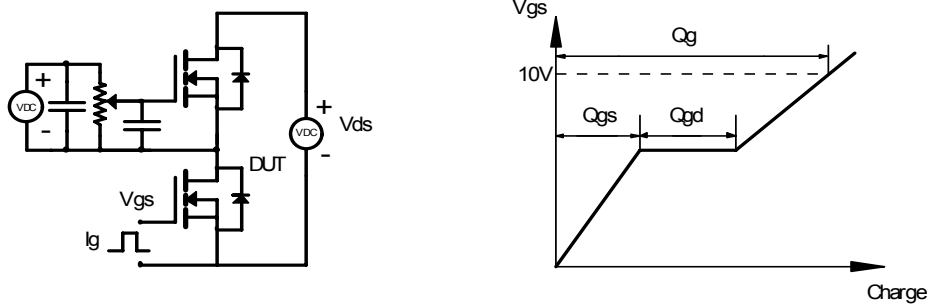 +
VDC
-
+
VDC
-
Vds
DUT
Vgs
Ig
Vgs
Qg
10V
Qgs
Qgd
Charge